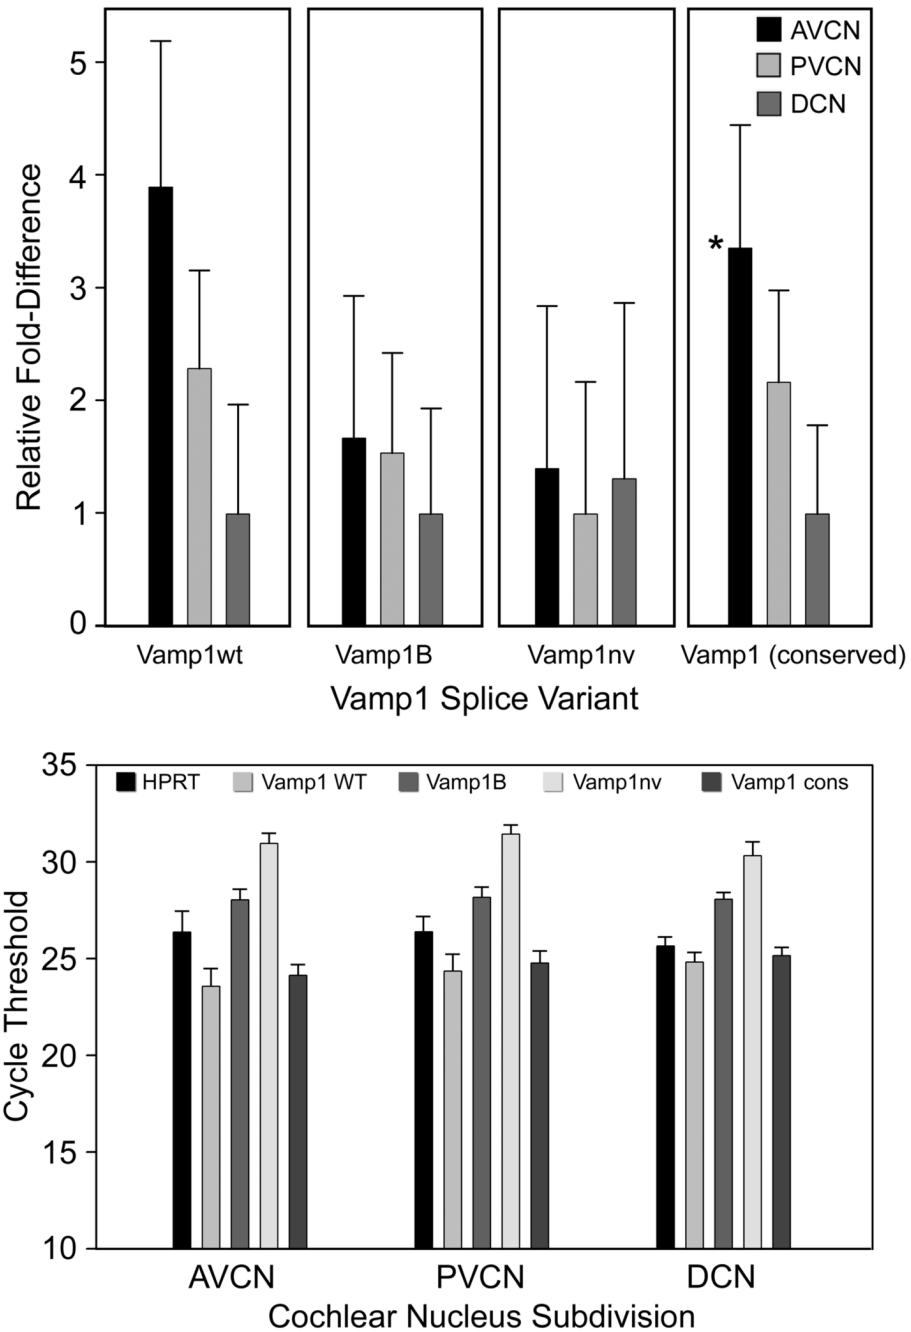 AVCN
PVCN
DCN
5
4
3
2
1
0
Relative Fold-Difference
*
Vamp1wt Vamp1B Vamp1nv Vamp1 (conserved)
Vamp1 Splice Variant
35
30
25
20
15
10
Cycle Threshold
HPRT Vamp1 WT Vamp1B Vamp1nv Vamp1 cons
AVCN PVCN DCN
Cochlear Nucleus Subdivision